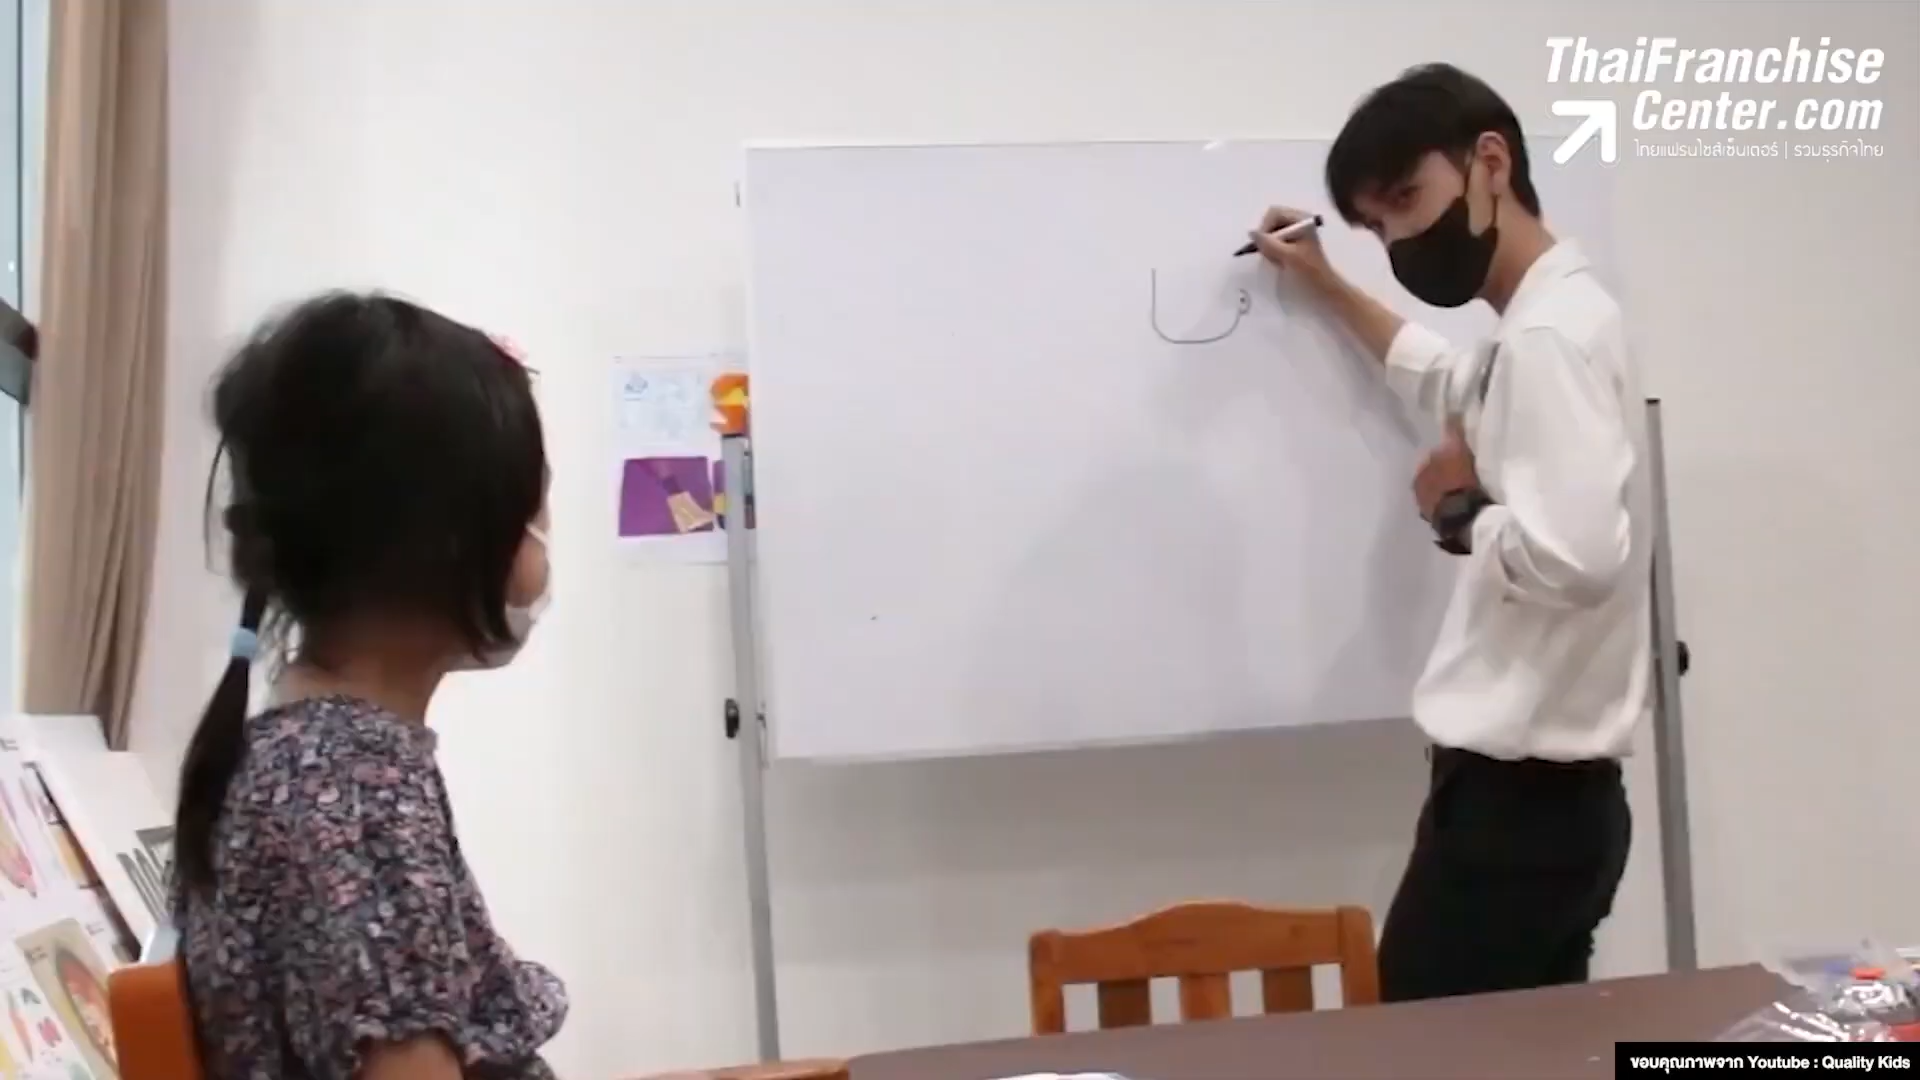 ThaiFranchise
Center.com
ไทยแฟรนไชส์เซ็นเตอร์ | รวมธุรกิจไทย
ขอบคุณภาพจาก Youtube : Quality Kids